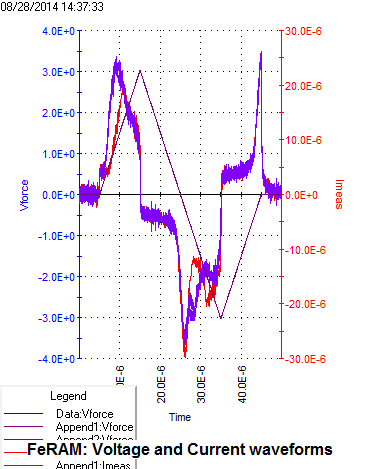 08/28/2014 14:37:33
4.0E+0
3.0E+0
2.0E+0
1.0E+0
0.0E+0
-1.0E+0
-2.0E+0
-3.0E+0
-4.0E+0
Vforce
30.0E-6
20.0E-6
10.0E-6
0.0E+0
-10.0E-6
-20.0E-6
-30.0E-6
Imeas
20.0E-6
30.0E-6
40.0E-6
Time
Legend
Data:Vforce
Append1:Vforce
Append2:Vforce
FeRAM: Voltage and Current waveforms
Append1:Imeas